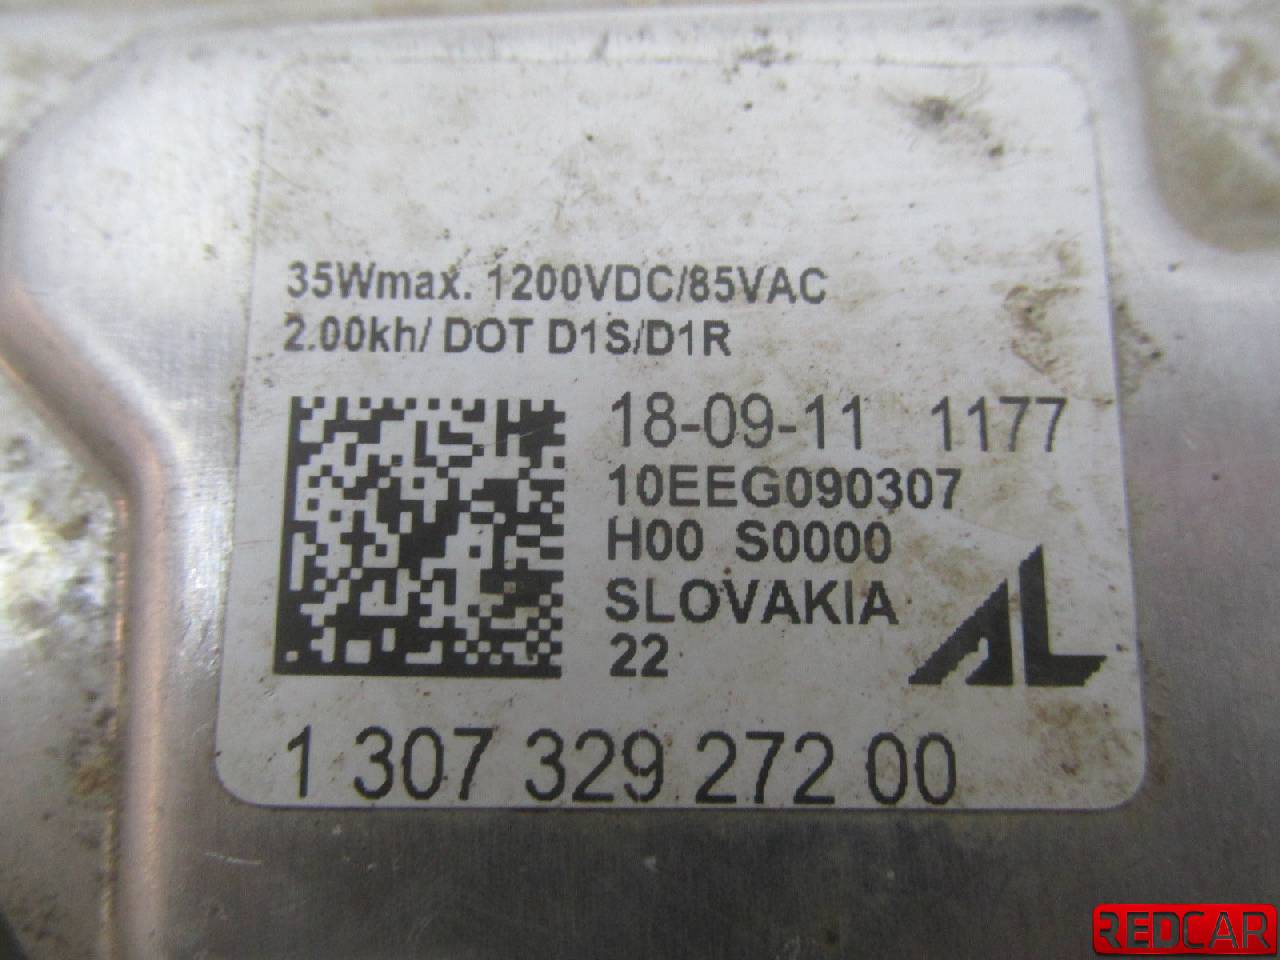 35Wmax. 1200VDC/85VAC
2.00kh/ DOT D1S/D1R
18-09-11 1177
10EEG090307
H00 S0000
SLOVAKIA
22
AL
1 307 329 272 00
REDCAR